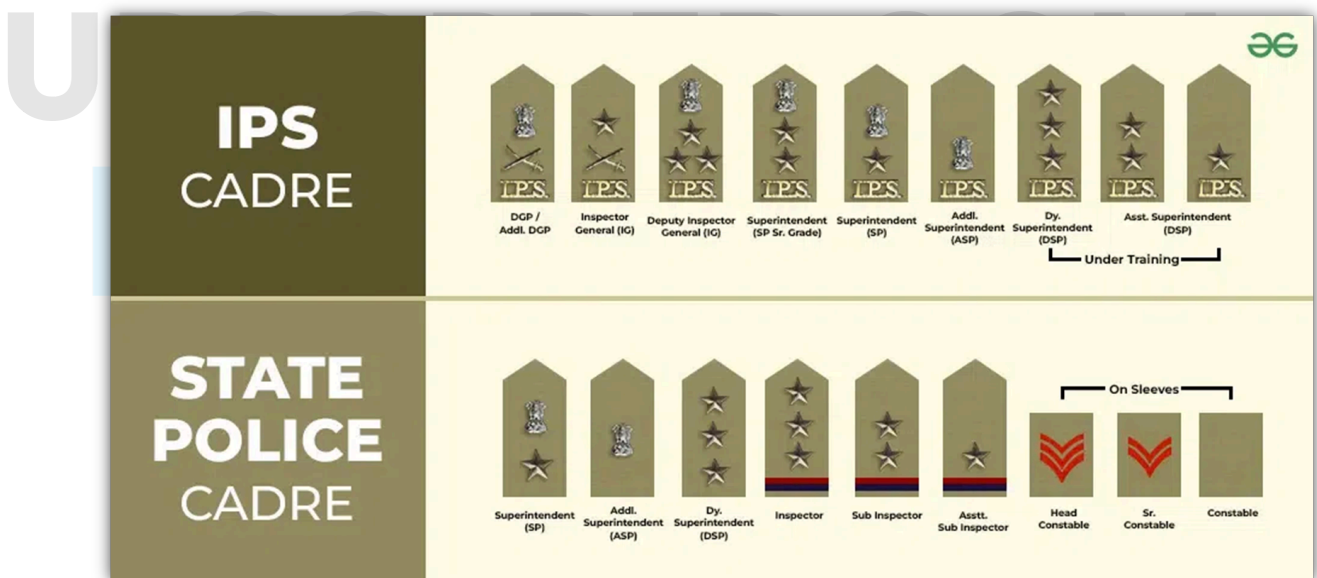 IPS
CADRE
I.P.S. I.P.S. I.P.S. I.P.S. I.P.S. I.P.S. I.P.S. I.P.S. I.P.S.
DGP /
Addl. DGP
Inspector
General (IG)
Deputy Inspector
General (IG)
Superintendent
(SP Sr. Grade)
Superintendent
(SP)
Addl.
Superintendent
(ASP)
Dy.
Superintendent
(DSP)
Asst. Superintendent
(DSP)
Under Training
STATE
POLICE
CADRE
On Sleeves
Superintendent
(SP)
Addl.
Superintendent
(ASP)
Dy.
Superintendent
(DSP)
Inspector
Sub Inspector
Asstt.
Sub Inspector
Head
Constable
Sr.
Constable
Constable